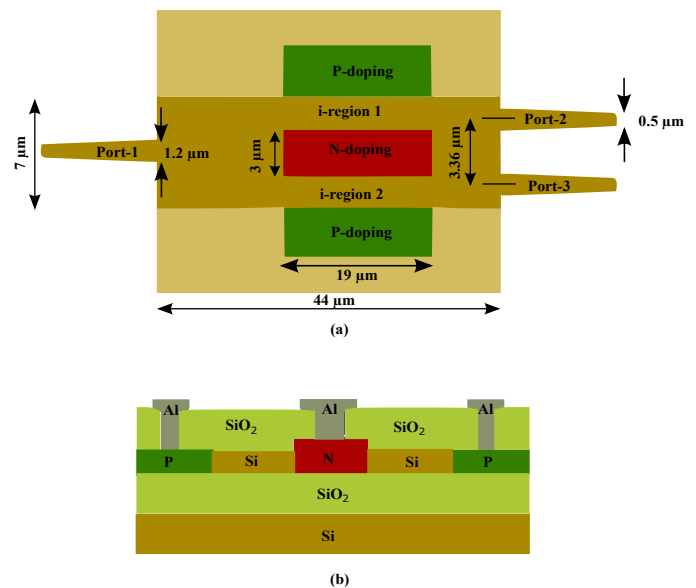 P-doping
i-region 1
Port-2
0.5 µm
7 µm
Port-1
1.2 µm
3 µm
N-doping
3.36 µm
i-region 2
Port-3
P-doping
19 µm
44 µm
(a)
Al
Al
Al
SiO₂
SiO₂
P
Si
N
Si
P
SiO₂
Si
(b)